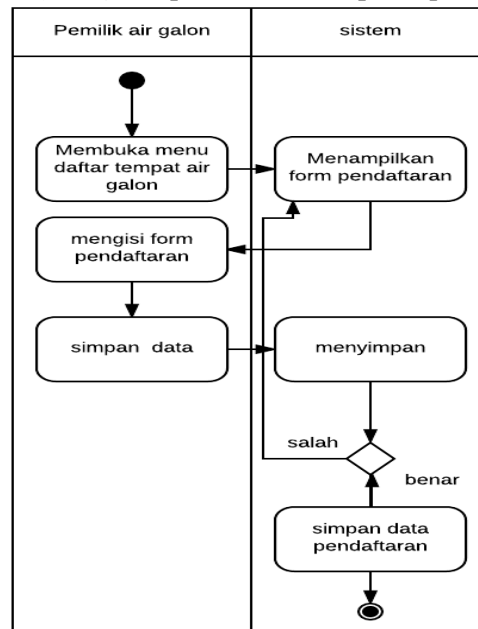 Pemilik air galon
sistem
Membuka menu
daftar tempat air
galon
Menampilkan
form pendaftaran
mengisi form
pendaftaran
simpan data
menyimpan
salah
benar
simpan data
pendaftaran